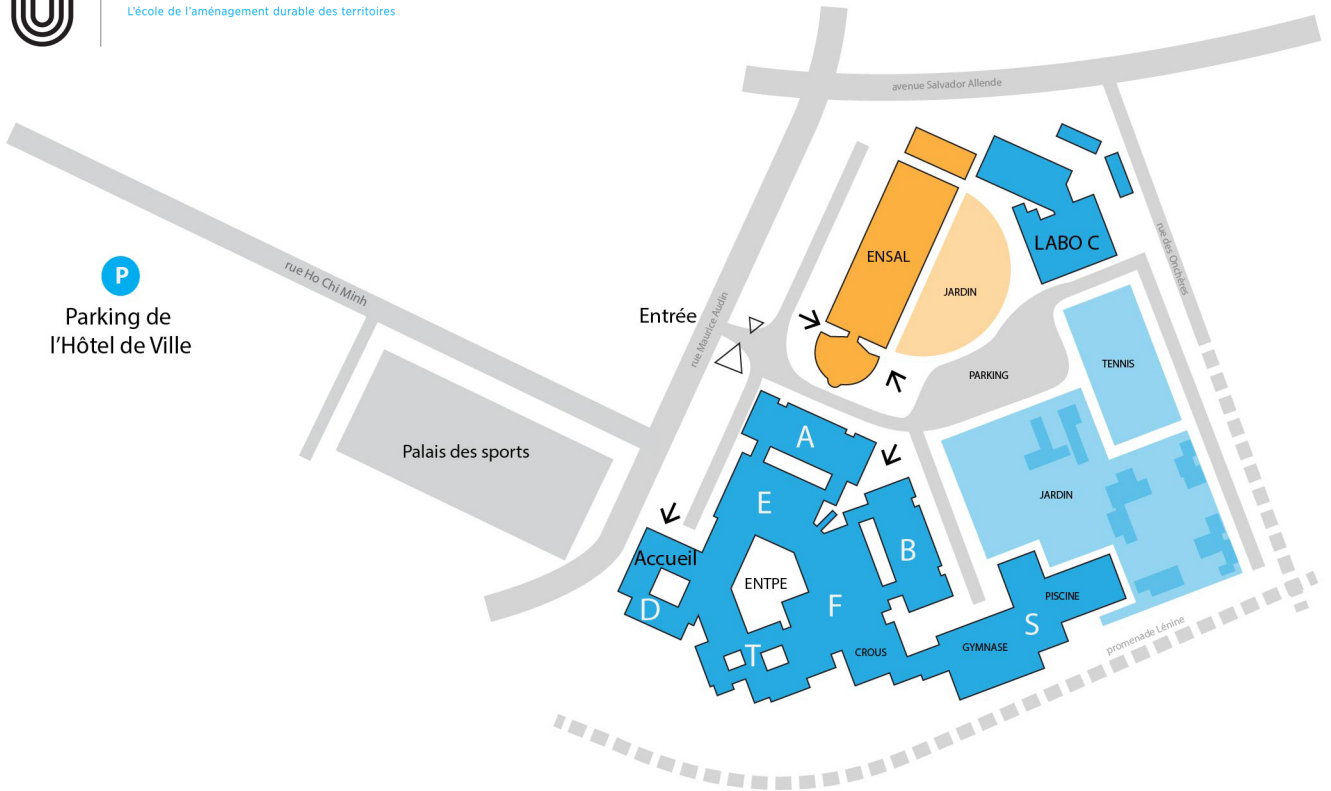 L'école de l'aménagement durable des territoires
avenue Salvador Allende
rue des Onchères
LABO C
ENSAL
JARDIN
rue Ho Chi Minh
P
Parking de
l'Hôtel de Ville
Entrée
rue Maurice Audin
PARKING
TENNIS
Palais des sports
A
E
B
JARDIN
Accueil
D
ENTPE
F
T
CROUS
GYMNASE
S
PISCINE
promenade Lénine